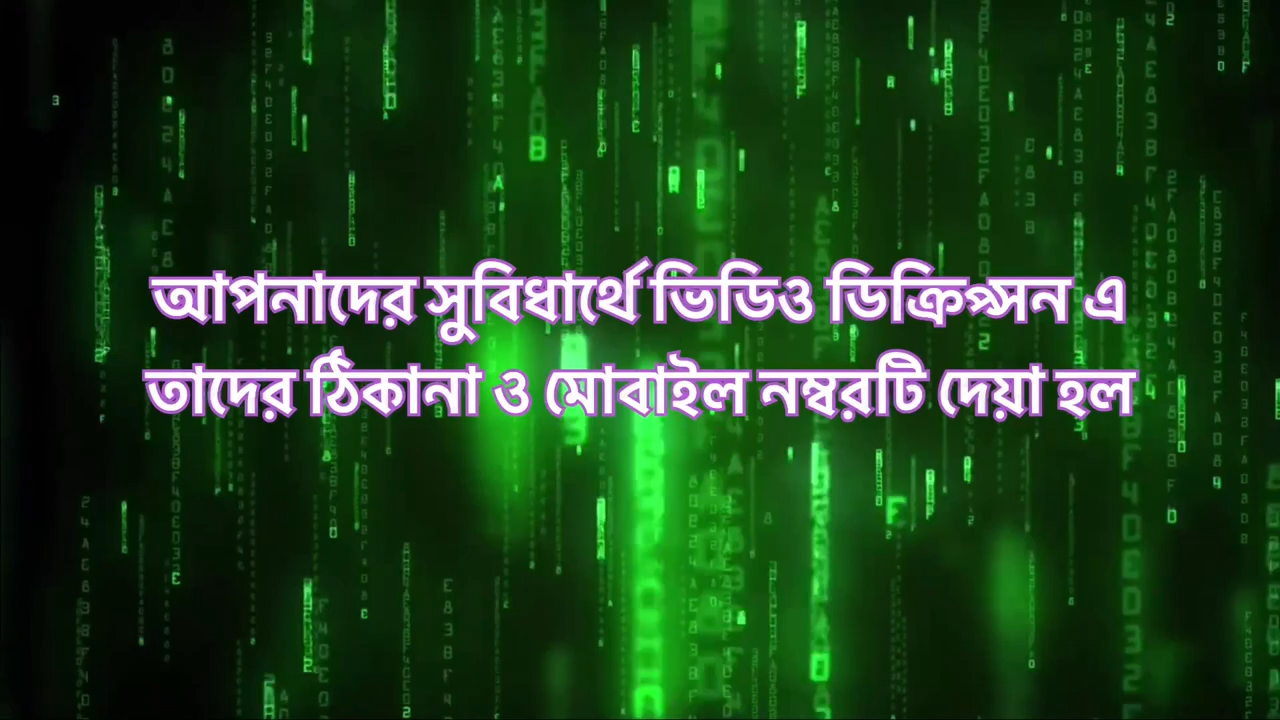 আপনাদের সুবিধার্থে ভিডিও ডিক্রিপ্সন এ
তাদের ঠিকানা ও মোবাইল নম্বরটি দেয়া হল